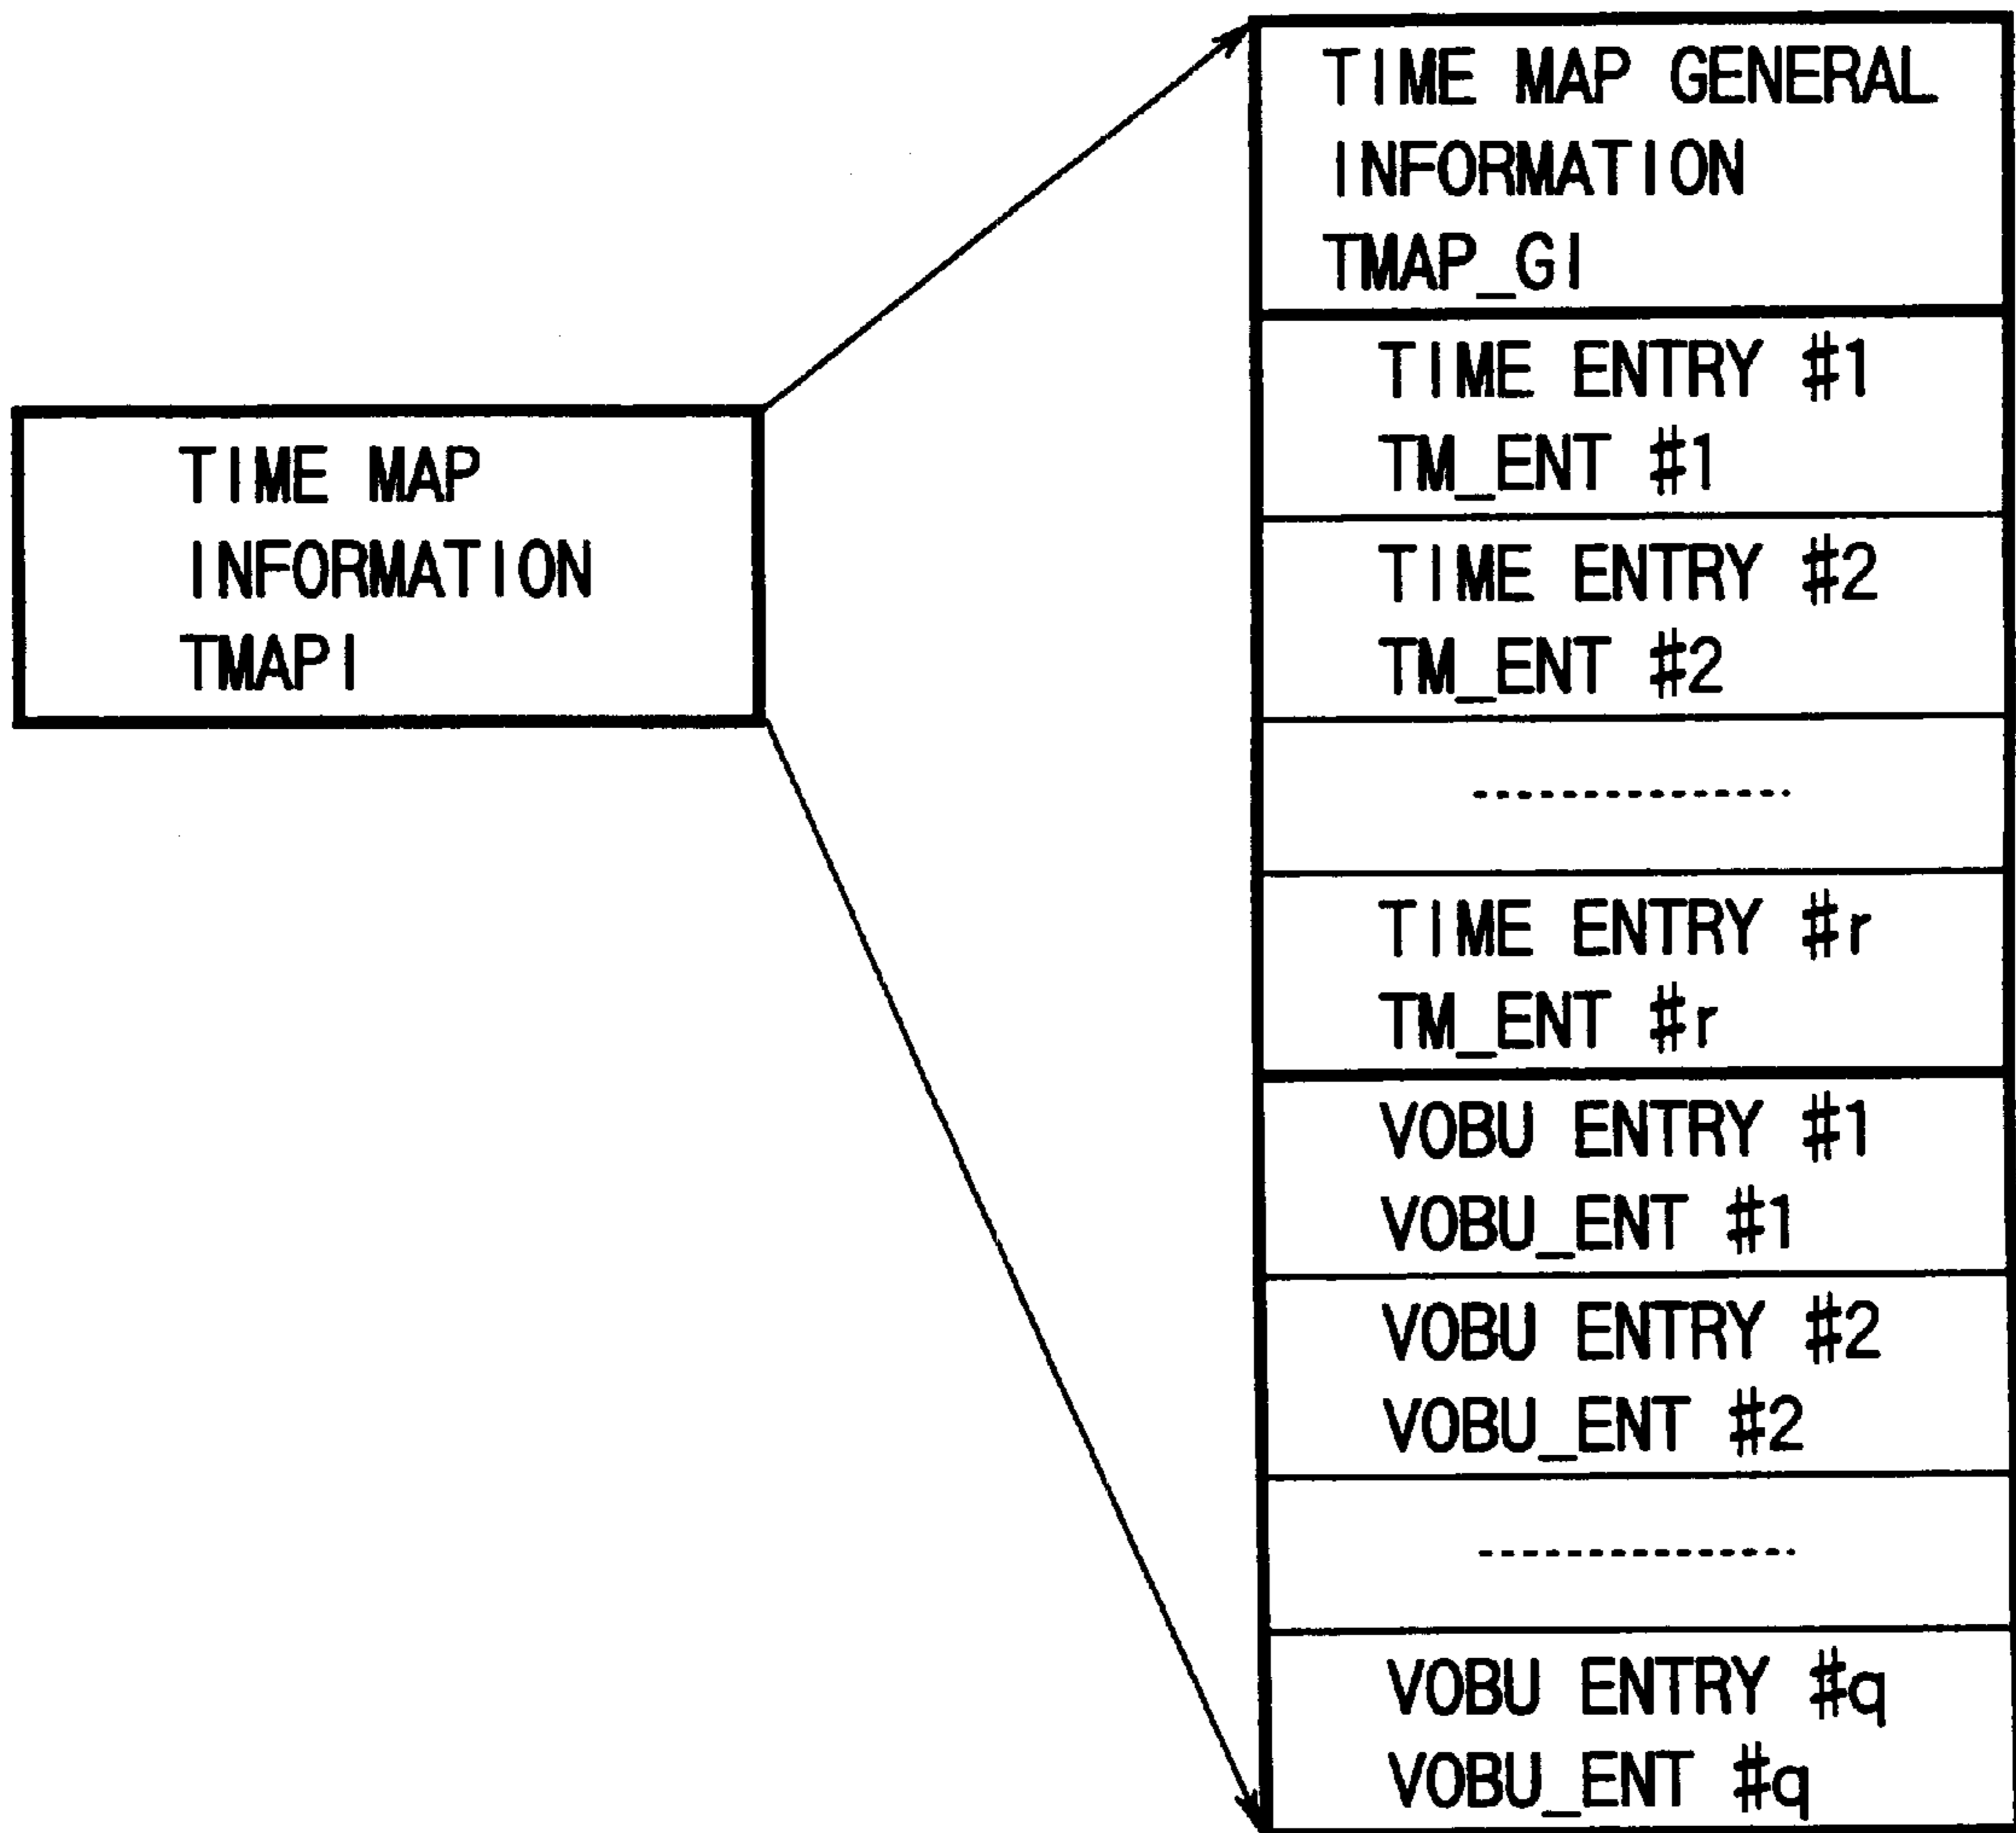 TIME MAP
INFORMATION
TMAPI
TIME MAP GENERAL
INFORMATION
TMAP_GI
TIME ENTRY #1
TM_ENT #1
TIME ENTRY #2
TM_ENT #2
TIME ENTRY #r
TM_ENT #r
VOBU ENTRY #1
VOBU_ENT #1
VOBU ENTRY #2
VOBU_ENT #2
VOBU ENTRY #q
VOBU_ENT #q